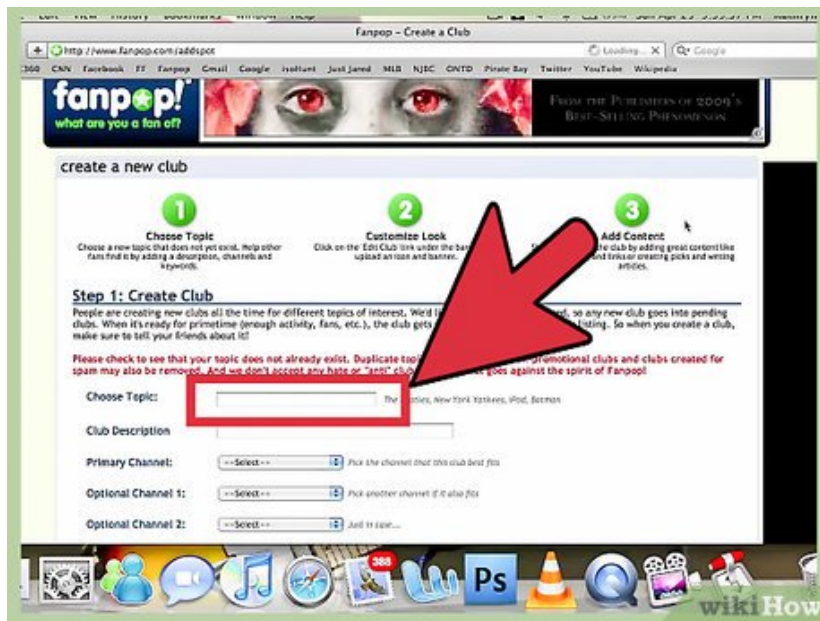 Fanpop – Create a Club
http://www.fanpop.com/addspot
Loading... X
Google
360 CNN Facebook FF Fanpop Gmail Google isoHunt Just Jared MLB NJBC ONTD Pirate Bay Twitter YouTube Wikipedia
fanpop!
what are you a fan of?
From the Publishers of 2009's
Best-Selling Phenomenon
create a new club
1
2
3
Choose Topic
Choose a new topic that does not yet exist. Help other
fans find it by adding a description, channels and
keywords.
Customize Look
Click on the 'Edit Club' link under the
upload an icon and banner.
Add Content
the club by adding great content like
and links or creating picks and writing
articles.
Step 1: Create Club
People are creating new clubs all the time for different topics of interest. We'd so any new club goes into pending
clubs. When it's ready for primetime (enough activity, fans, etc.), the club gets listing. So when you create a club,
make sure to tell your friends about it!
Please check to see that your topic does not already exist. Duplicate promotional clubs and clubs created for
spam may also be removed. And we don't accept any hate or "anti" goes against the spirit of Fanpop!
Choose Topic:
The Beatles, New York Yankees, iPod, Batman
Club Description
Primary Channel:
--Select--
Pick the channel that this club best fits
Optional Channel 1:
--Select--
Pick another channel if it also fits
Optional Channel 2:
--Select--
Just in case...
388
Ps
wikiHow